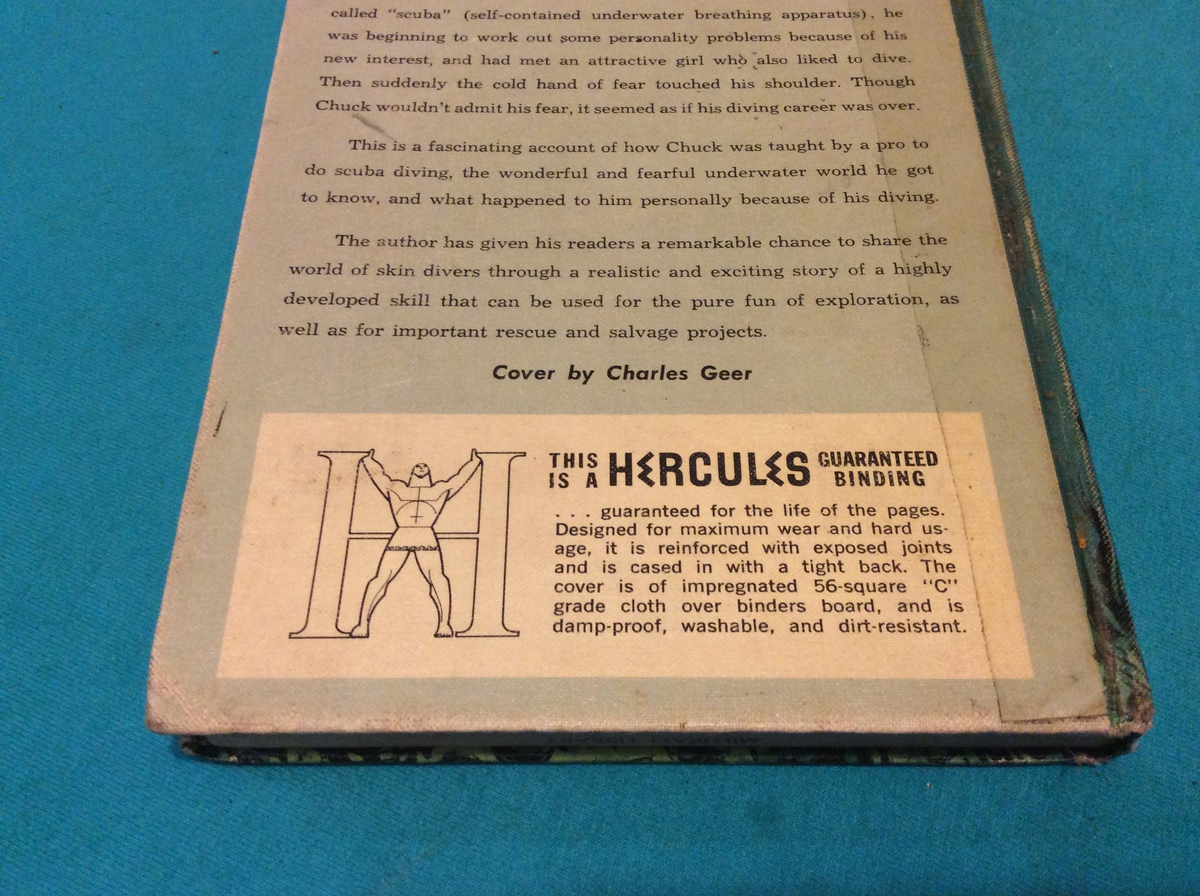 called "scuba" (self-contained underwater breathing apparatus), he
was beginning to work out some personality problems because of his
new interest, and had met an attractive girl who also liked to dive.
Then suddenly the cold hand of fear touched his shoulder. Though
Chuck wouldn't admit his fear, it seemed as if his diving career was over.
This is a fascinating account of how Chuck was taught by a pro to
do scuba diving, the wonderful and fearful underwater world he got
to know, and what happened to him personally because of his diving.
The author has given his readers a remarkable chance to share the
world of skin divers through a realistic and exciting story of a highly
developed skill that can be used for the pure fun of exploration, as
well as for important rescue and salvage projects.
Cover by Charles Geer
H
THIS IS A HERCULES GUARANTEED BINDING
. . . guaranteed for the life of the pages.
Designed for maximum wear and hard us-
age, it is reinforced with exposed joints
and is cased in with a tight back. The
cover is of impregnated 56-square "C"
grade cloth over binders board, and is
damp-proof, washable, and dirt-resistant.